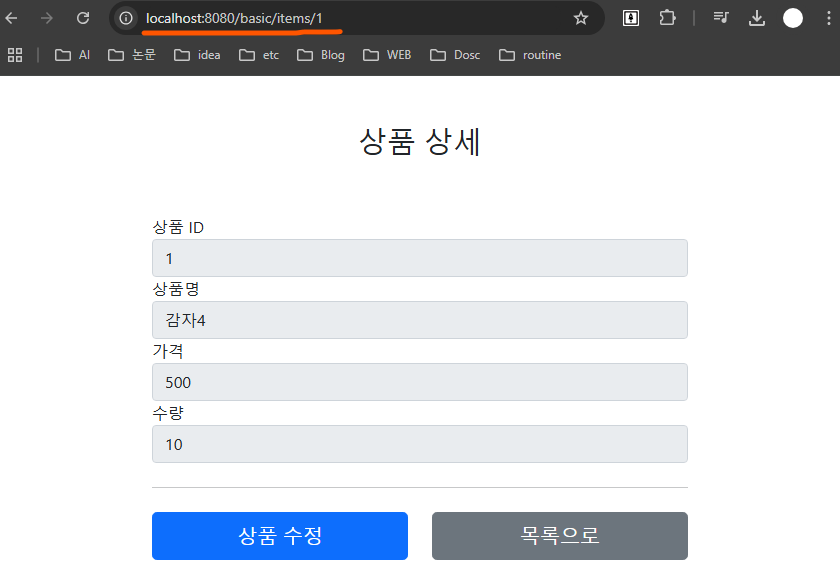 localhost:8080/basic/items/1
AI 논문 idea etc Blog WEB Dosc routine
상품 상세
상품 ID
1
상품명
감자4
가격
500
수량
10
상품 수정 목록으로